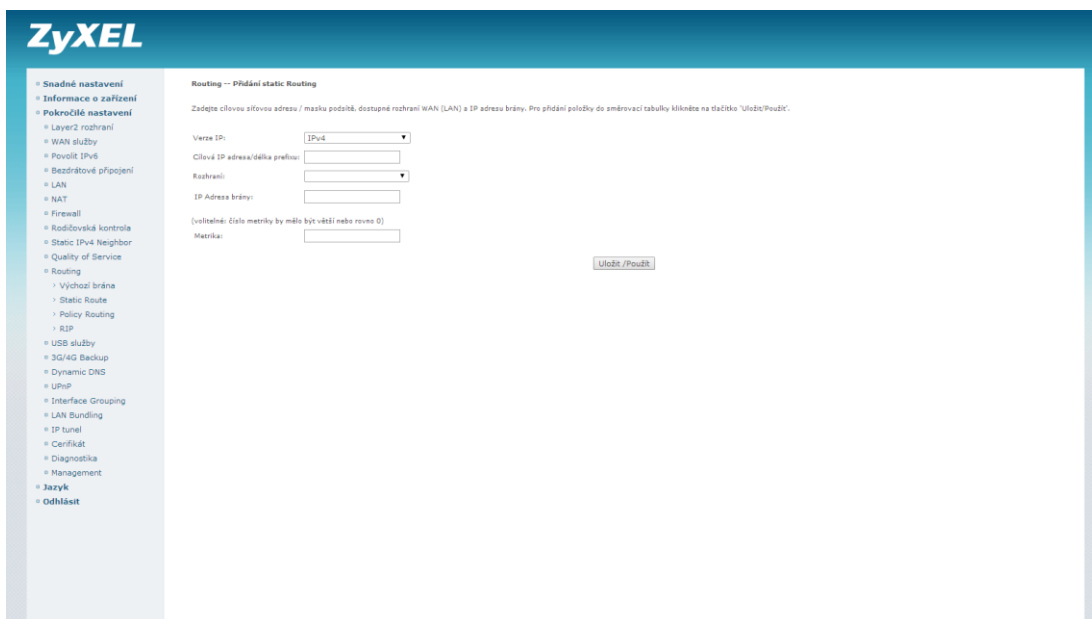 ZyXEL
Snadné nastavení
Informace o zařízení
Pokročilé nastavení
Layer2 rozhraní
WAN služby
Povolit IPv6
Bezdrátové připojení
LAN
NAT
Firewall
Rodičovská kontrola
Static IPv4 Neighbor
Quality of Service
Routing
Výchozí brána
Static Route
Policy Routing
RIP
USB služby
3G/4G Backup
Dynamic DNS
UPnP
Interface Grouping
LAN Bundling
IP tunel
Cerifikát
Diagnostika
Management
Jazyk
Odhlásit
Routing -- Přidání static Routing
Zadejte cílovou síťovou adresu / masku podsítě, dostupné rozhraní WAN (LAN) a IP adresu brány. Pro přidání položky do směrovací tabulky klikněte na tlačítko 'Uložit/Použít'.
Verze IP: IPv4
Cílová IP adresa/délka prefixu:
Rozhraní:
IP Adresa brány:
(volitelné: číslo metriky by mělo být větší nebo rovno 0)
Metrika:
Uložit /Použít